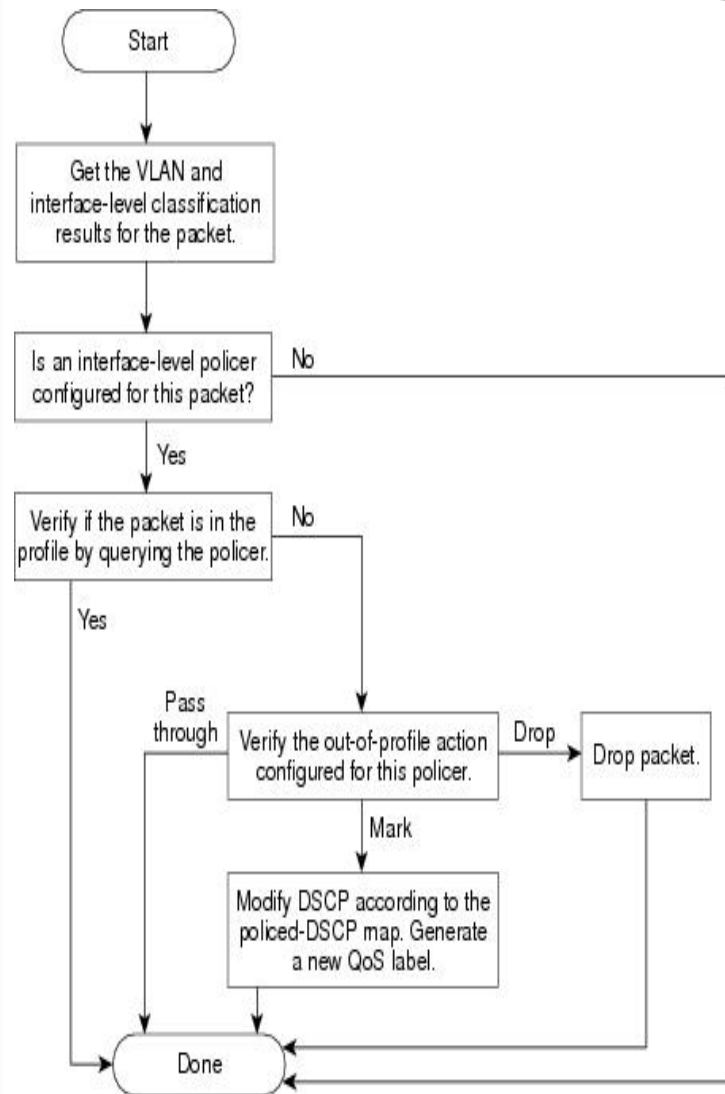 Start
Get the VLAN and
interface-level classification
results for the packet.
Is an interface-level policer
configured for this packet?
No
Yes
Verify if the packet is in the
profile by querying the policer.
No
Yes
Pass
through
Verify the out-of-profile action
configured for this policer.
Drop
Drop packet.
Mark
Modify DSCP according to the
policed-DSCP map. Generate
a new QoS label.
Done